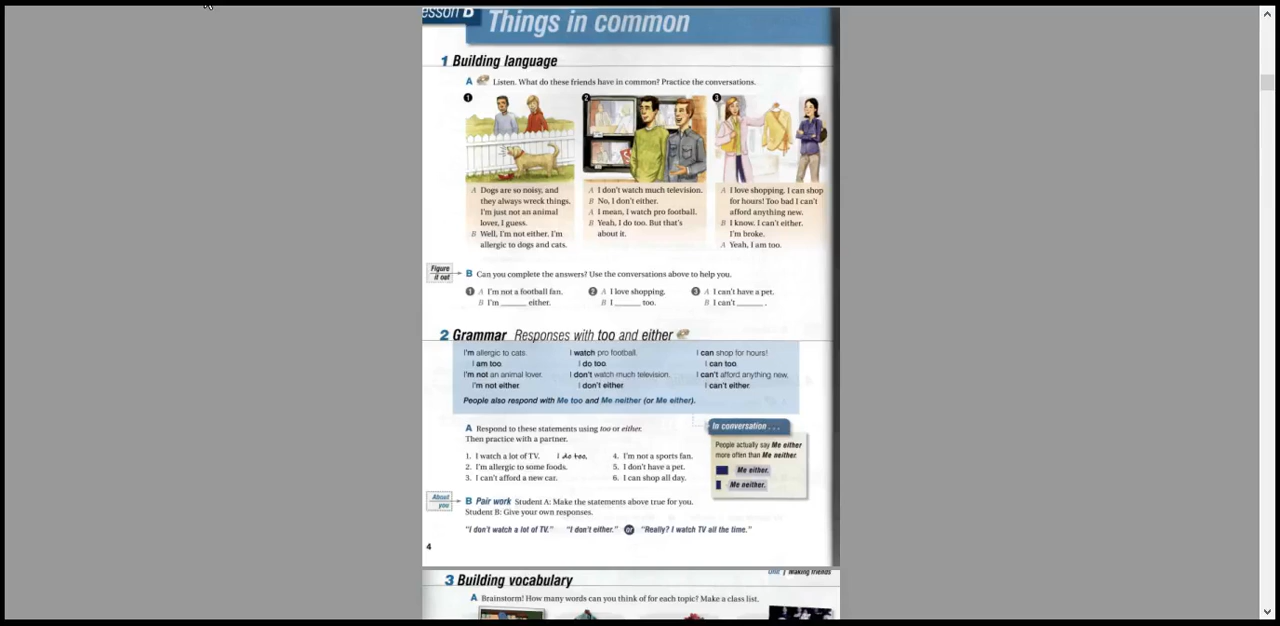 esson B
Things in common
1 Building language
A Listen. What do these friends have in common? Practice the conversations.
1
2
3
A Dogs are so noisy, and
they always wreck things.
I'm just not an animal
lover, I guess.
B Well, I'm not either. I'm
allergic to dogs and cats.
A I don't watch much television.
B No, I don't either.
A I mean, I watch pro football.
B Yeah, I do too. But that's
about it.
A I love shopping. I can shop
for hours! Too bad I can't
afford anything new.
B I know. I can't either.
I'm broke.
A Yeah, I am too.
Figure
it out
B Can you complete the answers? Use the conversations above to help you.
1 A I'm not a football fan.
B I'm ______ either.
2 A I love shopping.
B I ______ too.
3 A I can't have a pet.
B I can't ______ .
2 Grammar Responses with too and either
I'm allergic to cats.
I am too.
I'm not an animal lover.
I'm not either.
I watch pro football.
I do too.
I don't watch much television.
I don't either.
I can shop for hours!
I can too.
I can't afford anything new.
I can't either.
People also respond with Me too and Me neither (or Me either).
A Respond to these statements using too or either.
Then practice with a partner.
1. I watch a lot of TV. I do too.
2. I'm allergic to some foods.
3. I can't afford a new car.
4. I'm not a sports fan.
5. I don't have a pet.
6. I can shop all day.
In conversation . . .
People actually say Me either
more often than Me neither.
Me either.
Me neither.
About
you
B Pair work Student A: Make the statements above true for you.
Student B: Give your own responses.
"I don't watch a lot of TV." "I don't either." or "Really? I watch TV all the time."
4
Unit 1 Making friends
3 Building vocabulary
A Brainstorm! How many words can you think of for each topic? Make a class list.